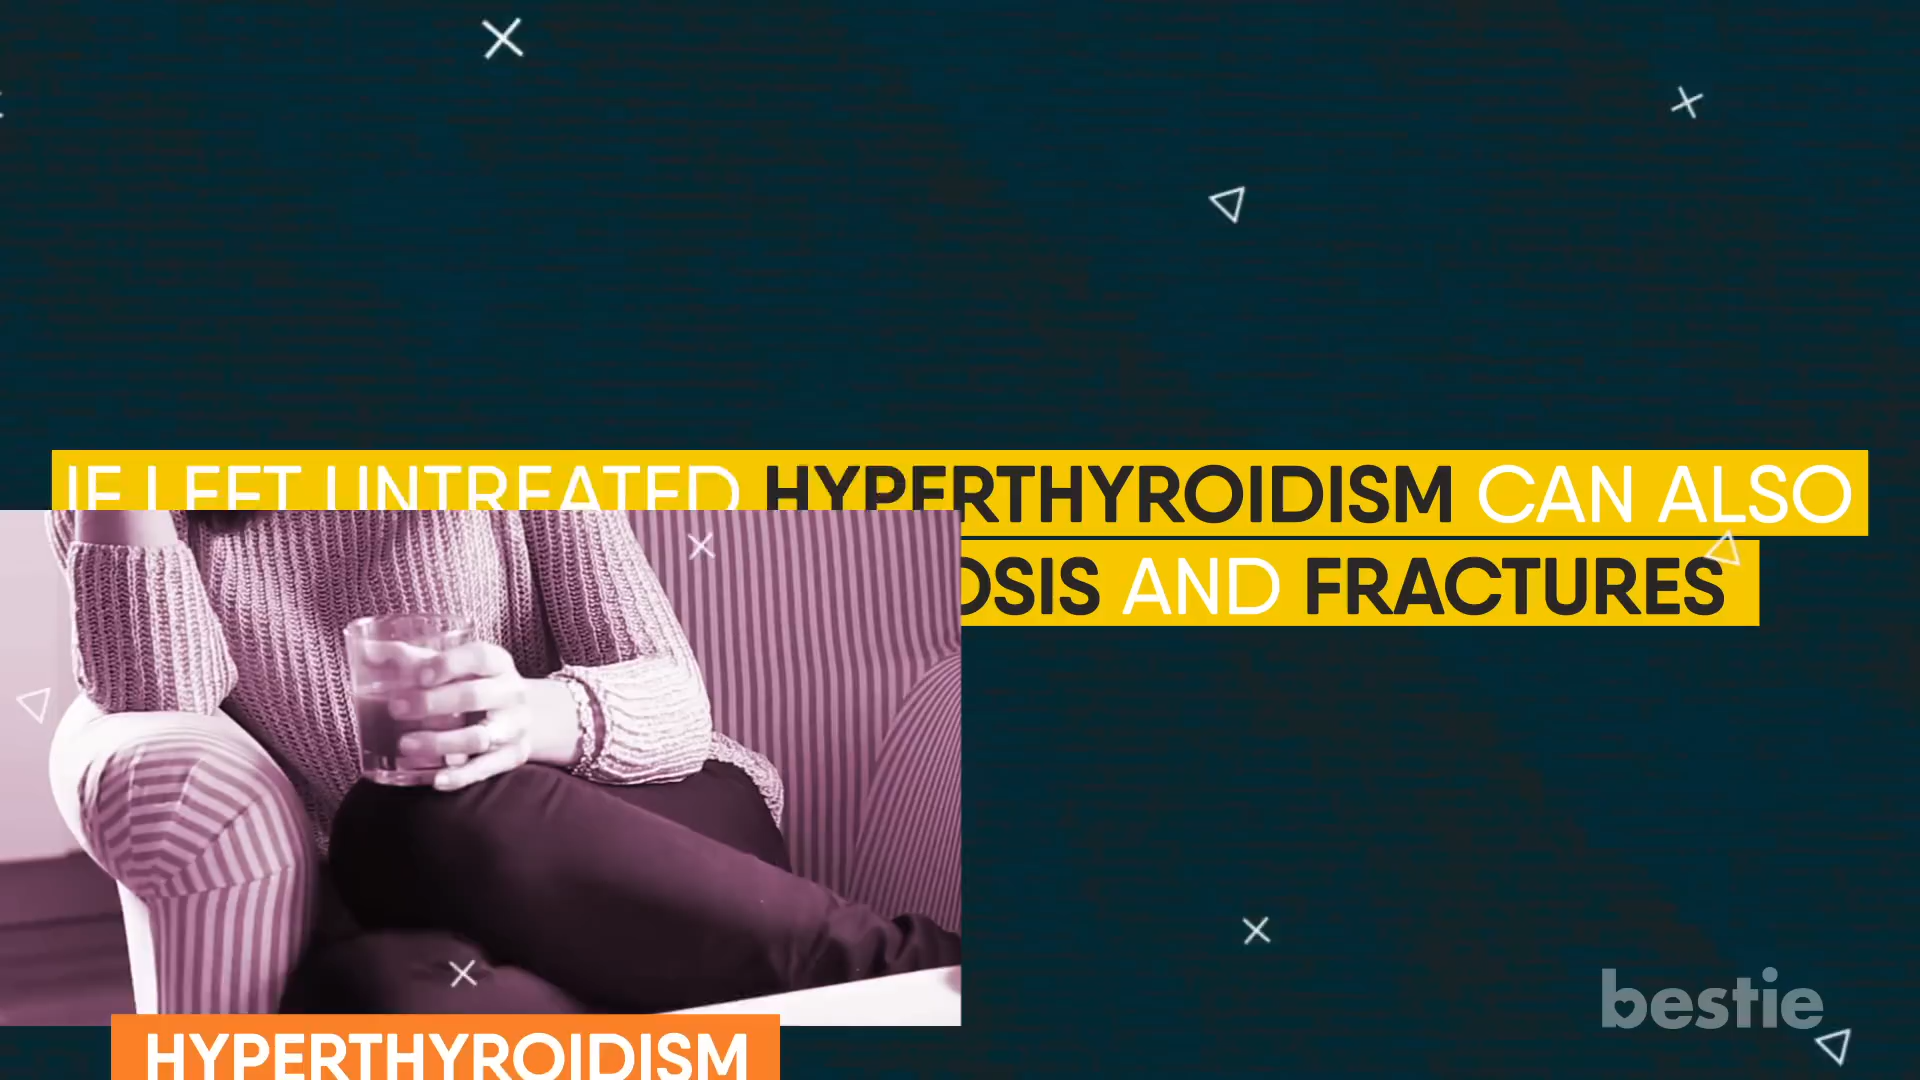 IF LEFT UNTREATED HYPERTHYROIDISM CAN ALSO
OSIS AND FRACTURES
HYPERTHYROIDISM
bestie